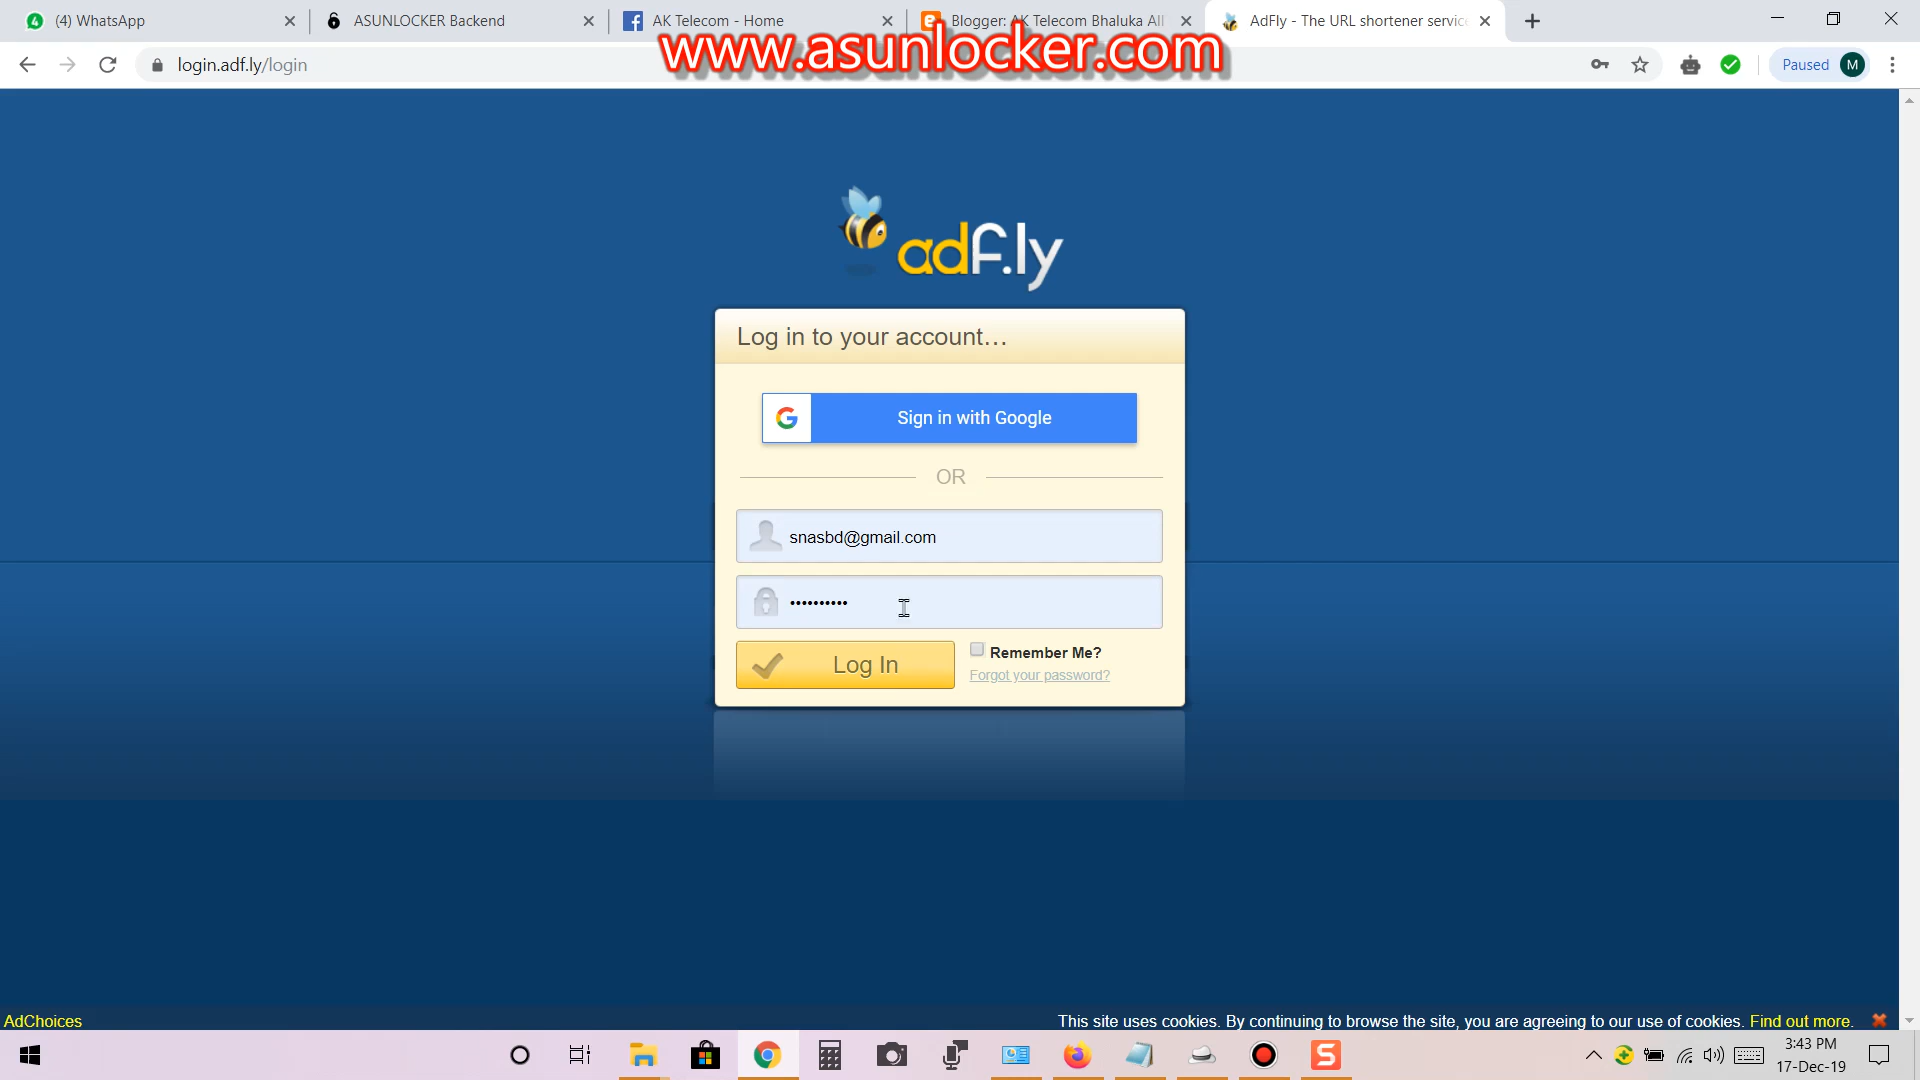 (4) WhatsApp
ASUNLOCKER Backend
AK Telecom - Home
Blogger: AK Telecom Bhaluka All
AdFly - The URL shortener service
www.asunlocker.com
login.adf.ly/login
Paused
M
adf.ly
Log in to your account...
Sign in with Google
OR
snasbd@gmail.com
••••••••••
Log In
Remember Me?
Forgot your password?
AdChoices
This site uses cookies. By continuing to browse the site, you are agreeing to our use of cookies. Find out more.
3:43 PM
17-Dec-19